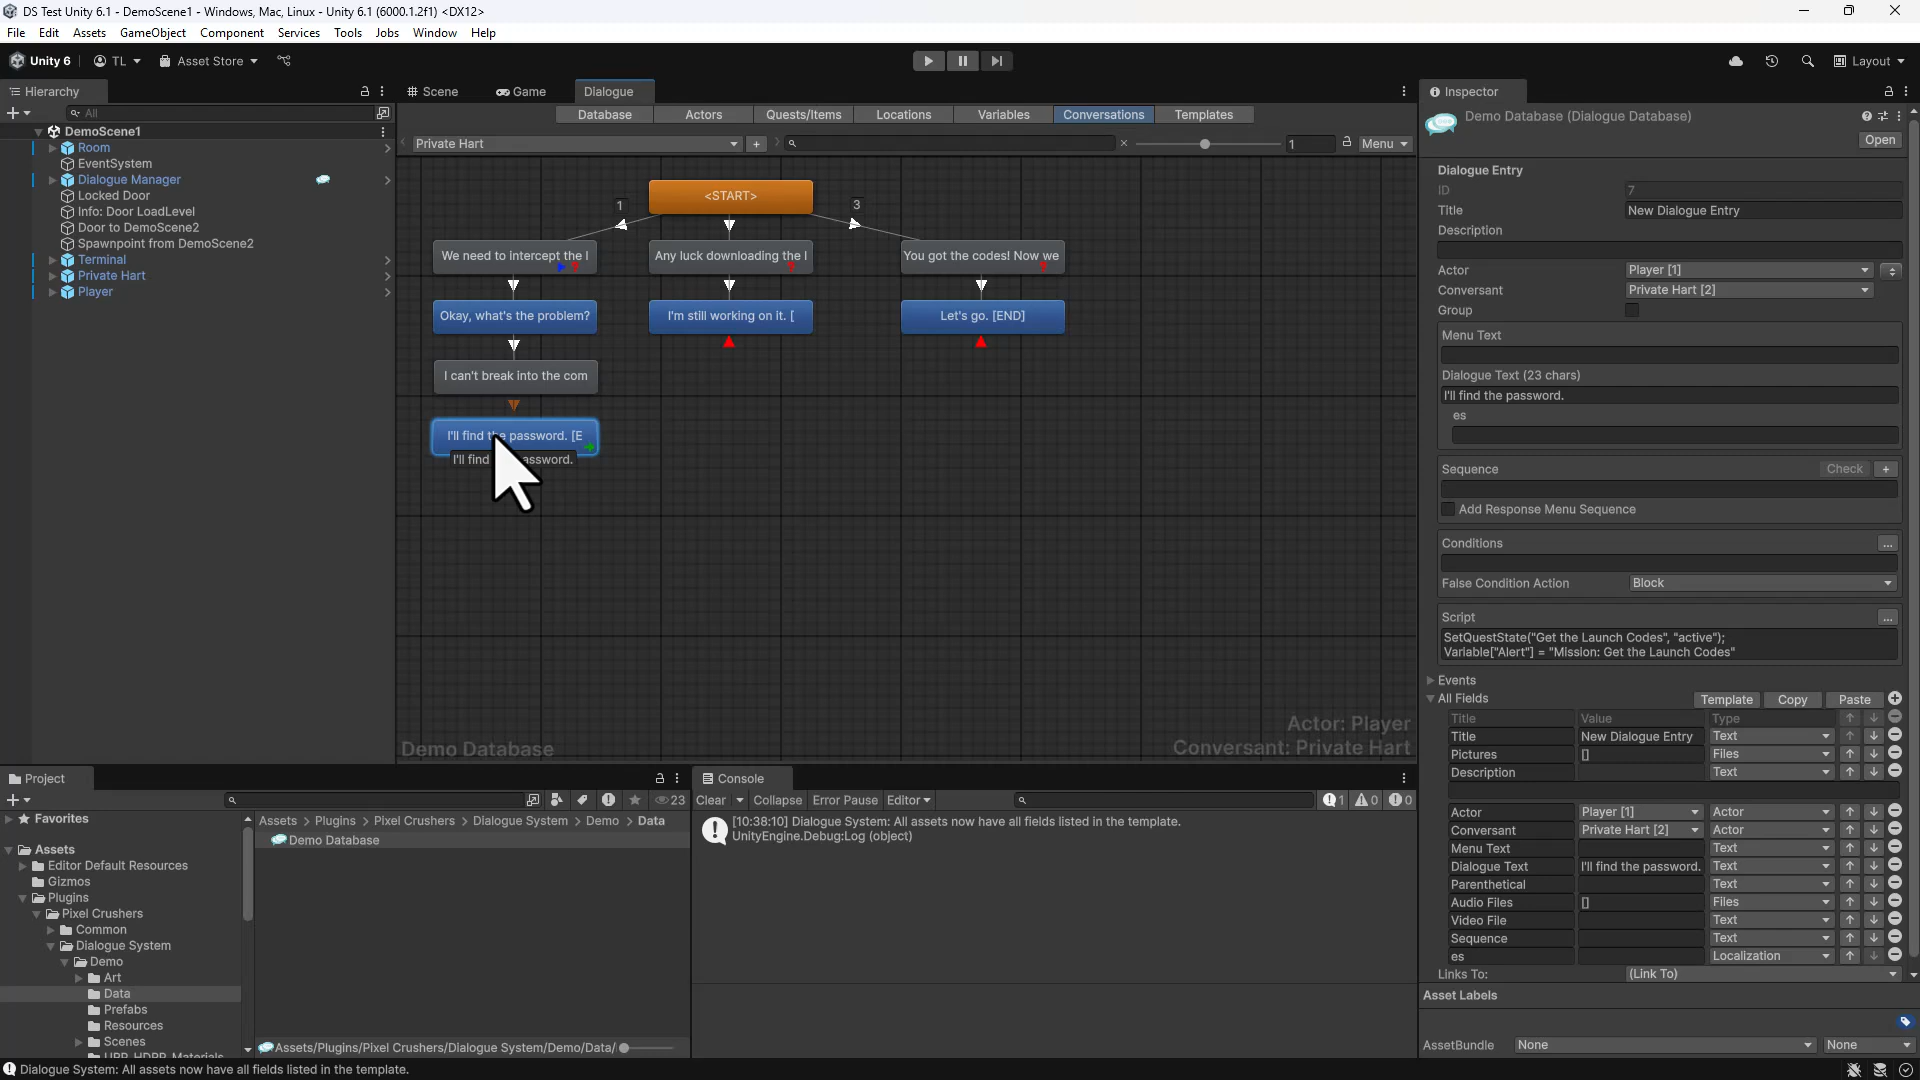 DS Test Unity 6.1 - DemoScene1 - Windows, Mac, Linux - Unity 6.1 (6000.1.2f1) <DX12>
File Edit Assets GameObject Component Services Tools Jobs Window Help
Unity 6 TL Asset Store Layout
Hierarchy
All
DemoScene1
Room
EventSystem
Dialogue Manager
Locked Door
Info: Door LoadLevel
Door to DemoScene2
Spawnpoint from DemoScene2
Terminal
Private Hart
Player
Scene Game Dialogue
Database Actors Quests/Items Locations Variables Conversations Templates
Private Hart + 1 Menu
<START>
1
3
We need to intercept the l
Any luck downloading the l
You got the codes! Now we
Okay, what's the problem?
I'm still working on it. [
Let's go. [END]
I can't break into the com
I'll find the password. [E
I'll find password.
Actor: Player
Conversant: Private Hart
Demo Database
Inspector
Demo Database (Dialogue Database)
Open
Dialogue Entry
ID 7
Title New Dialogue Entry
Description
Actor Player [1]
Conversant Private Hart [2]
Group
Menu Text
Dialogue Text (23 chars)
I'll find the password.
es
Sequence Check +
Add Response Menu Sequence
Conditions ...
False Condition Action Block
Script ...
SetQuestState("Get the Launch Codes", "active");
Variable["Alert"] = "Mission: Get the Launch Codes"
Events
All Fields Template Copy Paste
Title Value Type
Title New Dialogue Entry Text
Pictures [] Files
Description Text
Actor Player [1] Actor
Conversant Private Hart [2] Actor
Menu Text Text
Dialogue Text I'll find the password. Text
Parenthetical Text
Audio Files [] Files
Video File Text
Sequence Text
es Localization
Links To: (Link To)
Asset Labels
AssetBundle None None
Project
23
Favorites
Assets
Editor Default Resources
Gizmos
Plugins
Pixel Crushers
Common
Dialogue System
Demo
Art
Data
Prefabs
Resources
Scenes
URP_HDRP_Materials
Assets > Plugins > Pixel Crushers > Dialogue System > Demo > Data
Demo Database
Assets/Plugins/Pixel Crushers/Dialogue System/Demo/Data/
Console
Clear Collapse Error Pause Editor 1 0 0
[10:38:10] Dialogue System: All assets now have all fields listed in the template.
UnityEngine.Debug:Log (object)
Dialogue System: All assets now have all fields listed in the template.